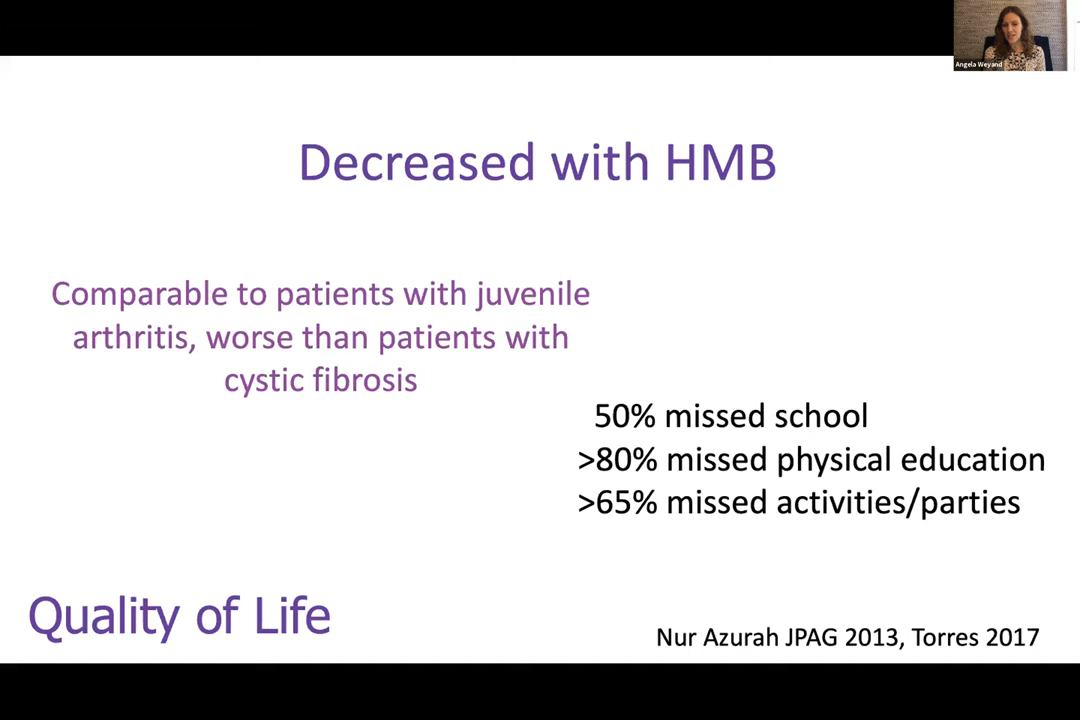 Angela Weyand
Decreased with HMB
Comparable to patients with juvenile
arthritis, worse than patients with
cystic fibrosis
50% missed school
>80% missed physical education
>65% missed activities/parties
Quality of Life
Nur Azurah JPAG 2013, Torres 2017